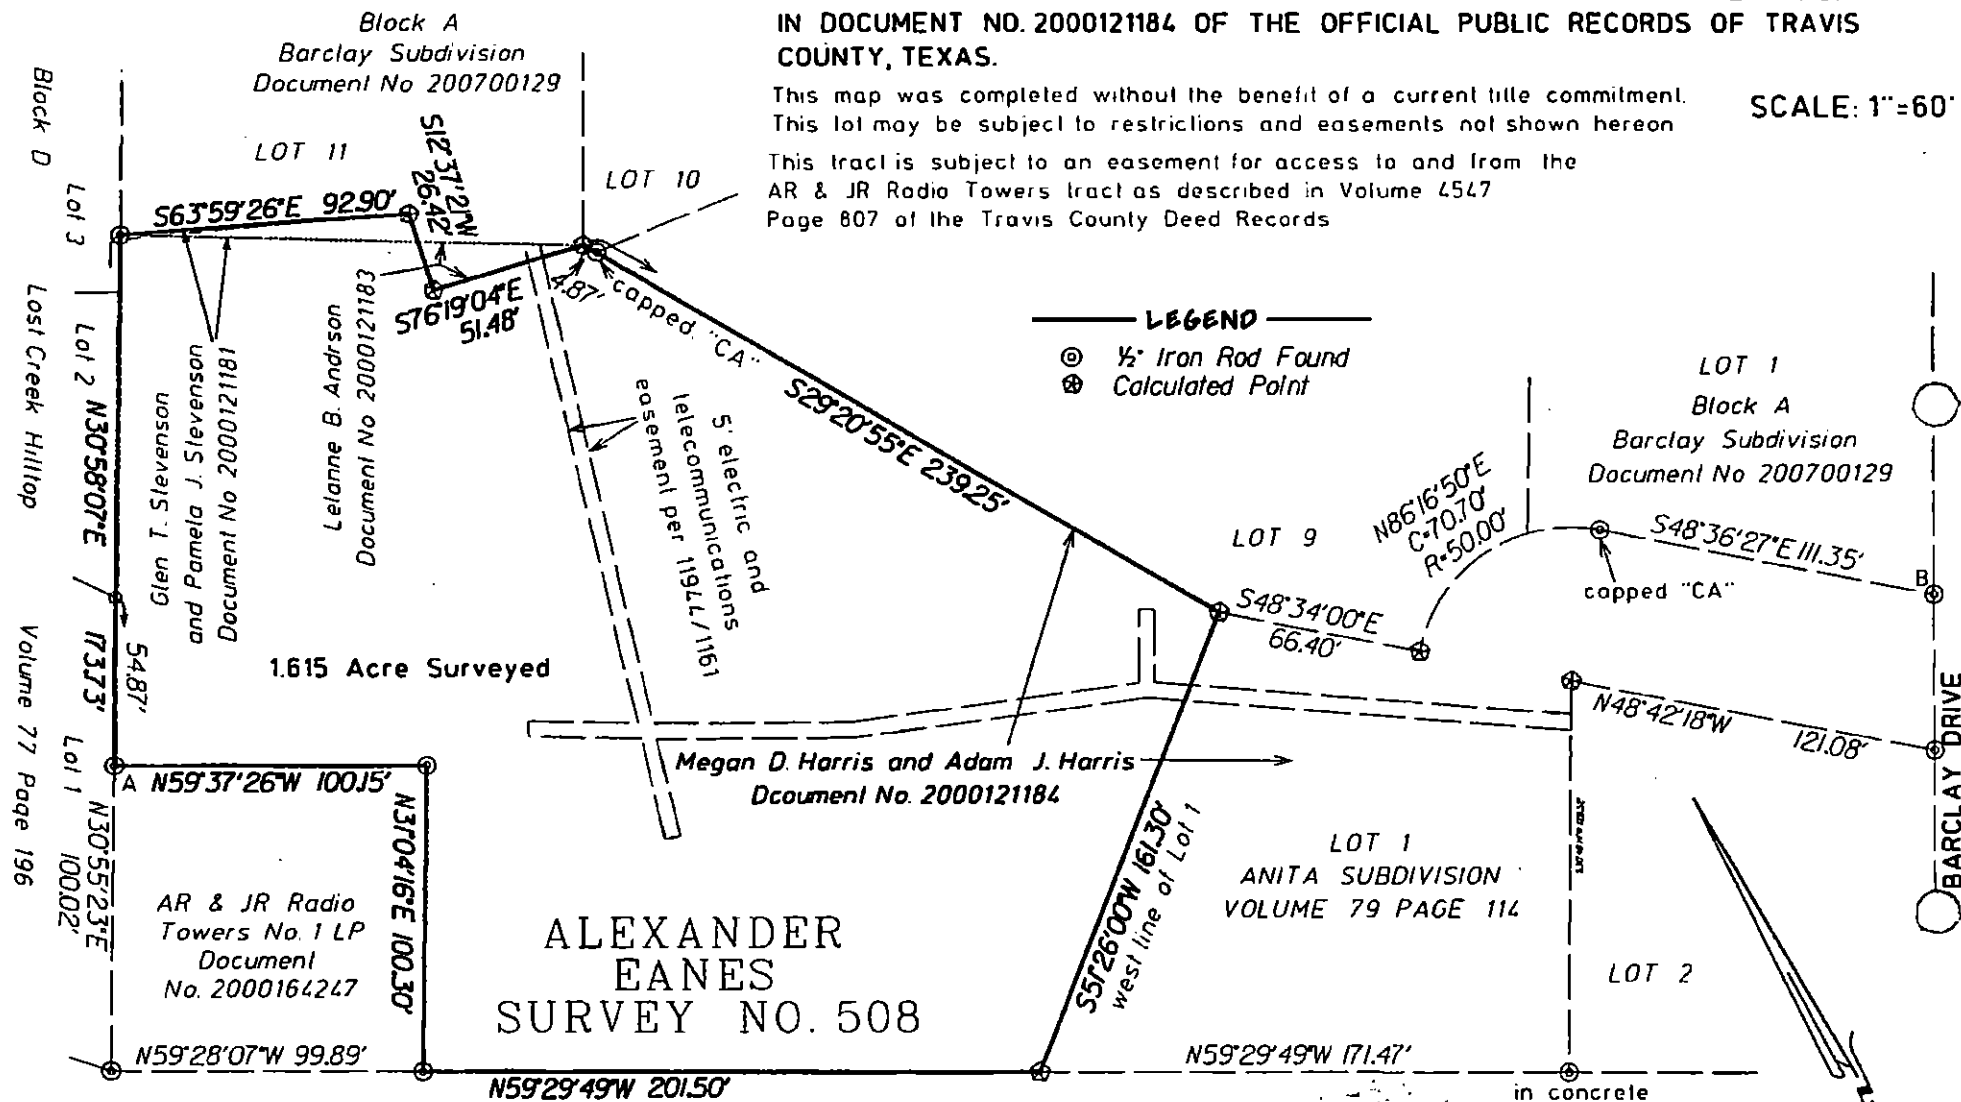 IN DOCUMENT NO. 2000121184 OF THE OFFICIAL PUBLIC RECORDS OF TRAVIS
COUNTY, TEXAS.
This map was completed without the benefit of a current title commitment.
This lot may be subject to restrictions and easements not shown hereon
This tract is subject to an easement for access to and from the
AR & JR Radio Towers tract as described in Volume 4547
Page 807 of the Travis County Deed Records
SCALE: 1"=60'
Block A
Barclay Subdivision
Document No 200700129
Block D
Lot 3
LOT 11
LOT 10
S63°59'26"E 92.90'
S12°37'21"W
26.42'
S76°19'04"E
51.48'
4.87'
capped "CA"
Lost Creek Hilltop
Lot 2
N30°58'07"E 173.73'
54.87'
Glen T. Stevenson
and Pamela J. Stevenson
Document No 2000121181
Lelanne B. Andrson
Document No 2000121183
5' electric and
telecommunications
easement per 11944/1161
S29°20'55"E 239.25'
LEGEND
½" Iron Rod Found
Calculated Point
LOT 1
Block A
Barclay Subdivision
Document No 200700129
N86°16'50"E
C=70.70'
R=50.00'
LOT 9
S48°36'27"E 111.35'
B
capped "CA"
S48°34'00"E
66.40'
N48°42'18"W 121.08'
BARCLAY DRIVE
1.615 Acre Surveyed
Megan D. Harris and Adam J. Harris
Dcoument No. 2000121184
Volume 77 Page 196
Lot 1
A
N59°37'26"W 100.15'
N30°55'23"E
100.02'
N31°04'16"E 100.30'
AR & JR Radio
Towers No. 1 LP
Document
No. 2000164247
ALEXANDER
EANES
SURVEY NO. 508
S51°26'00"W 161.30'
west line of Lot 1
LOT 1
ANITA SUBDIVISION
VOLUME 79 PAGE 114
LOT 2
N59°28'07"W 99.89'
N59°29'49"W 201.50'
N59°29'49"W 171.47'
in concrete